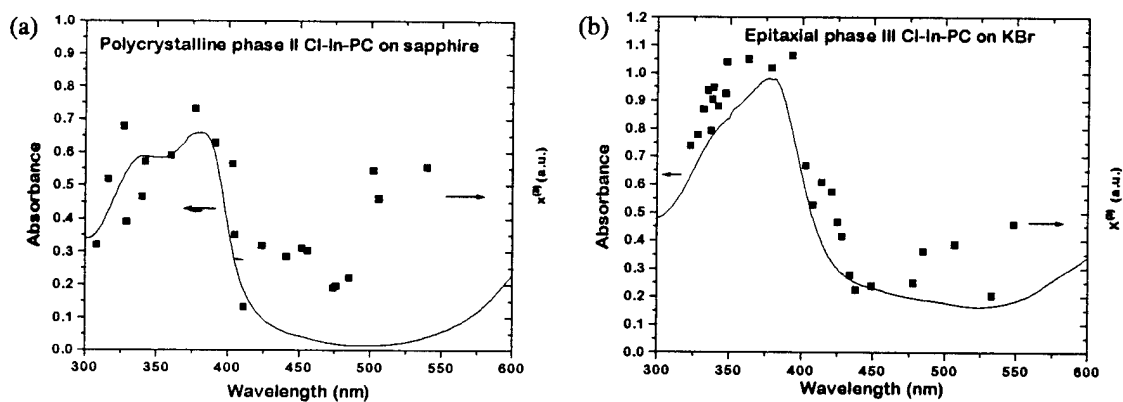 (a)
Polycrystalline phase II Cl-In-PC on sapphire
1.0
0.9
0.8
0.7
0.6
0.5
0.4
0.3
0.2
0.1
0.0
Absorbance
300 350 400 450 500 550 600
Wavelength (nm)
(a.u.)
(b)
Epitaxial phase III Cl-In-PC on KBr
1.2
1.1
1.0
0.9
0.8
0.7
0.6
0.5
0.4
0.3
0.2
0.1
0.0
Absorbance
300 350 400 450 500 550 600
Wavelength (nm)
(a.u.)